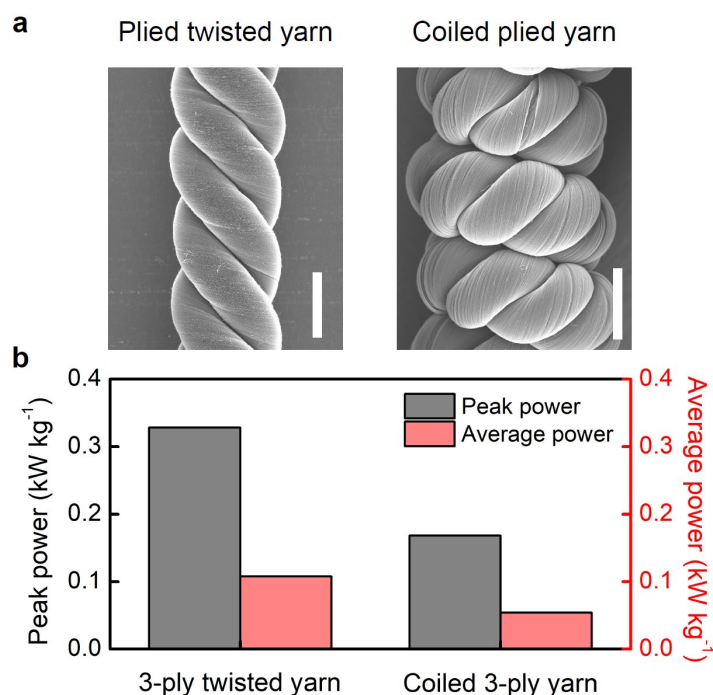 a
Plied twisted yarn
Coiled plied yarn
b
Peak power (kW kg⁻¹)
0.4
0.3
0.2
0.1
0.0
Peak power
Average power
0.4
0.3
0.2
0.1
0.0
Average power (kW kg⁻¹)
3-ply twisted yarn
Coiled 3-ply yarn